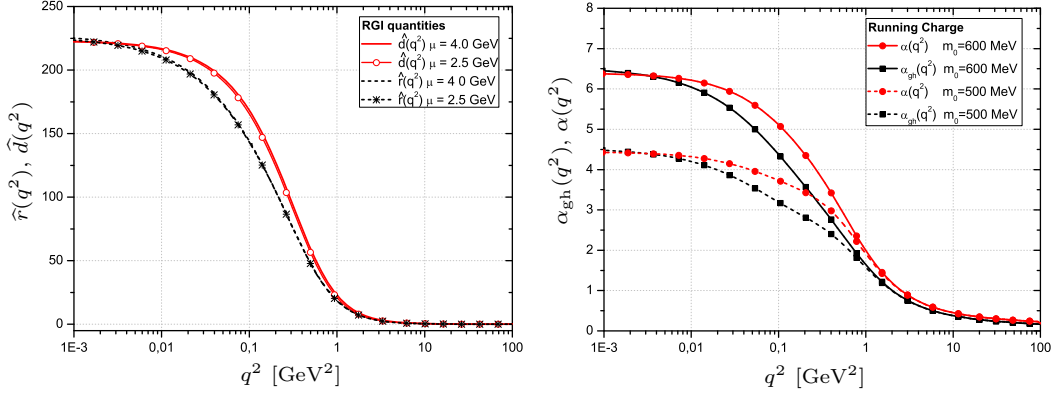 RGI quantities
d̂(q²) μ = 4.0 GeV
d̂(q²) μ = 2.5 GeV
r̂(q²) μ = 4.0 GeV
r̂(q²) μ = 2.5 GeV
250
200
150
100
50
0
r̂(q²), d̂(q²
1E-3 0,01 0,1 1 10 100
q² [GeV²]
Running Charge
α(q²) m₀=600 MeV
α_gh(q²) m₀=600 MeV
α(q²) m₀=500 MeV
α_gh(q²) m₀=500 MeV
8
7
6
5
4
3
2
1
0
α_gh(q²), α(q²
1E-3 0,01 0,1 1 10 100
q² [GeV²]